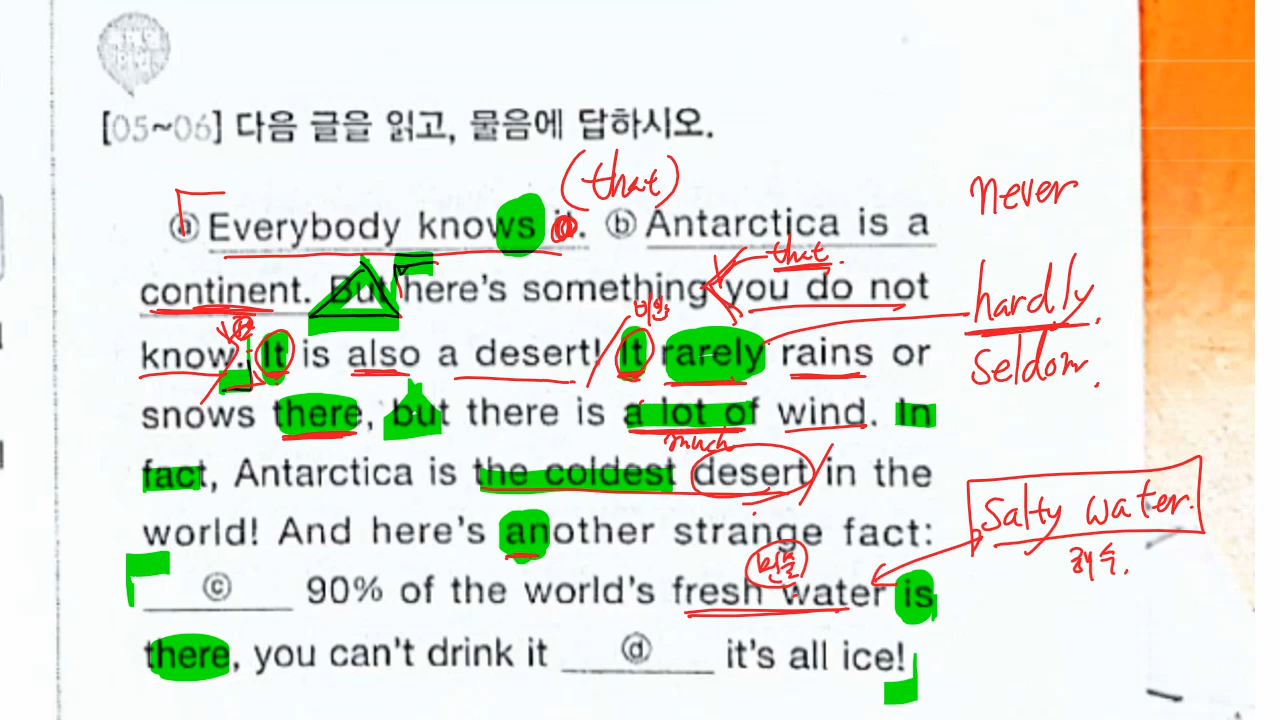 [05~06] 다음 글을 읽고, 물음에 답하시오.
(that)
never
ⓐ Everybody knows it. ⓑ Antarctica is a
that.
continent. But here's something you do not
hardly.
know. It is also a desert! It rarely rains or
seldom.
snows there, but there is a lot of wind. In
much
fact, Antarctica is the coldest desert in the
salty water.
world! And here's another strange fact:
해수.
민물
ⓒ 90% of the world's fresh water is
there, you can't drink it ⓓ it's all ice!